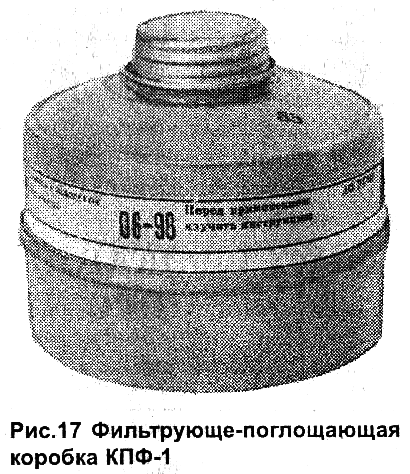 06-98
Перед применением
изучить инструкцию
Рис.17 Фильтрующе-поглощающая
коробка КПФ-1